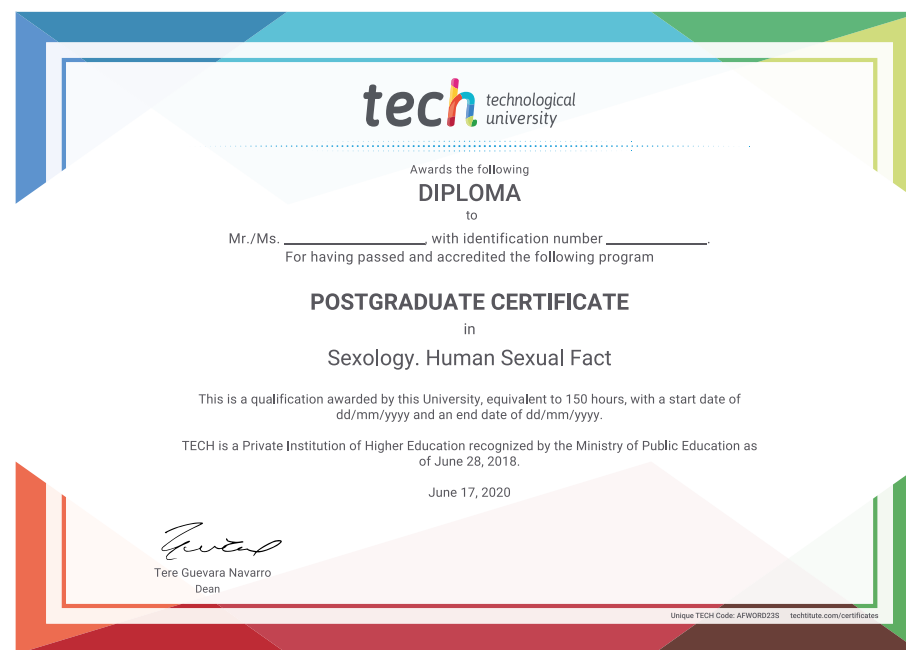 tech technological
university
Awards the following
DIPLOMA
to
Mr./Ms. ____________, with identification number _________.
For having passed and accredited the following program
POSTGRADUATE CERTIFICATE
in
Sexology. Human Sexual Fact
This is a qualification awarded by this University, equivalent to 150 hours, with a start date of
dd/mm/yyyy and an end date of dd/mm/yyyy.
TECH is a Private Institution of Higher Education recognized by the Ministry of Public Education as
of June 28, 2018.
June 17, 2020
Tere Guevara Navarro
Dean
Unique TECH Code: AFWORD23S techtitute.com/certificates